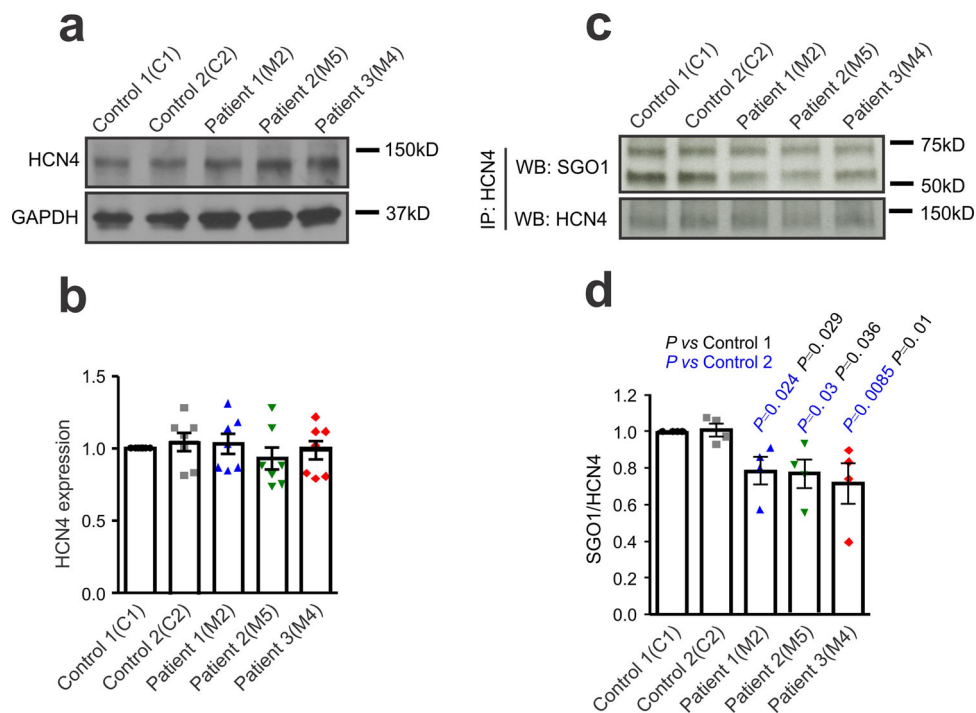 a
Control 1(C1)
Control 2(C2)
Patient 1(M2)
Patient 2(M5)
Patient 3(M4)
HCN4
150kD
GAPDH
37kD
c
Control 1(C1)
Control 2(C2)
Patient 1(M2)
Patient 2(M5)
Patient 3(M4)
IP: HCN4
WB: SGO1
75kD
50kD
WB: HCN4
150kD
b
HCN4 expression
1.5
1.0
0.5
0.0
Control 1(C1)
Control 2(C2)
Patient 1(M2)
Patient 2(M5)
Patient 3(M4)
d
P vs Control 1
P vs Control 2
P=0.024 P=0.029
P=0.03 P=0.036
P=0.0085 P=0.01
SGO1/HCN4
1.2
1.0
0.8
0.6
0.4
0.2
0.0
Control 1(C1)
Control 2(C2)
Patient 1(M2)
Patient 2(M5)
Patient 3(M4)